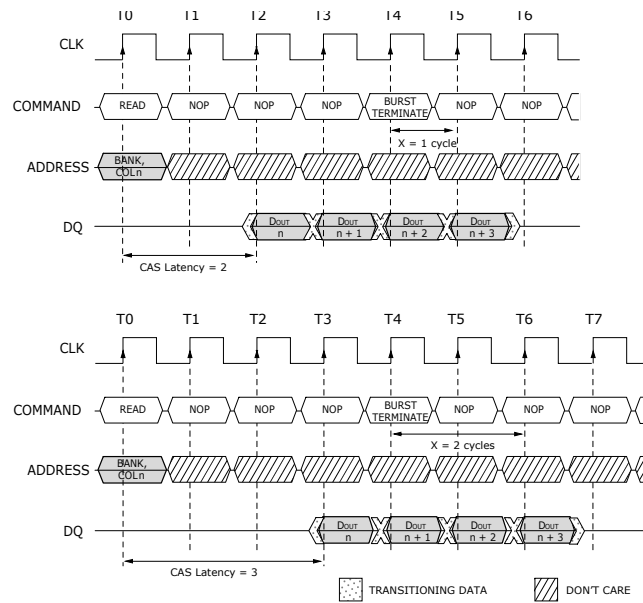 T0 T1 T2 T3 T4 T5 T6
CLK
COMMAND READ NOP NOP NOP BURST TERMINATE NOP NOP
X = 1 cycle
ADDRESS BANK, COLn
DQ DOUT n DOUT n + 1 DOUT n + 2 DOUT n + 3
CAS Latency = 2
T0 T1 T2 T3 T4 T5 T6 T7
CLK
COMMAND READ NOP NOP NOP BURST TERMINATE NOP NOP NOP
X = 2 cycles
ADDRESS BANK, COLn
DQ DOUT n DOUT n + 1 DOUT n + 2 DOUT n + 3
CAS Latency = 3
TRANSITIONING DATA DON'T CARE